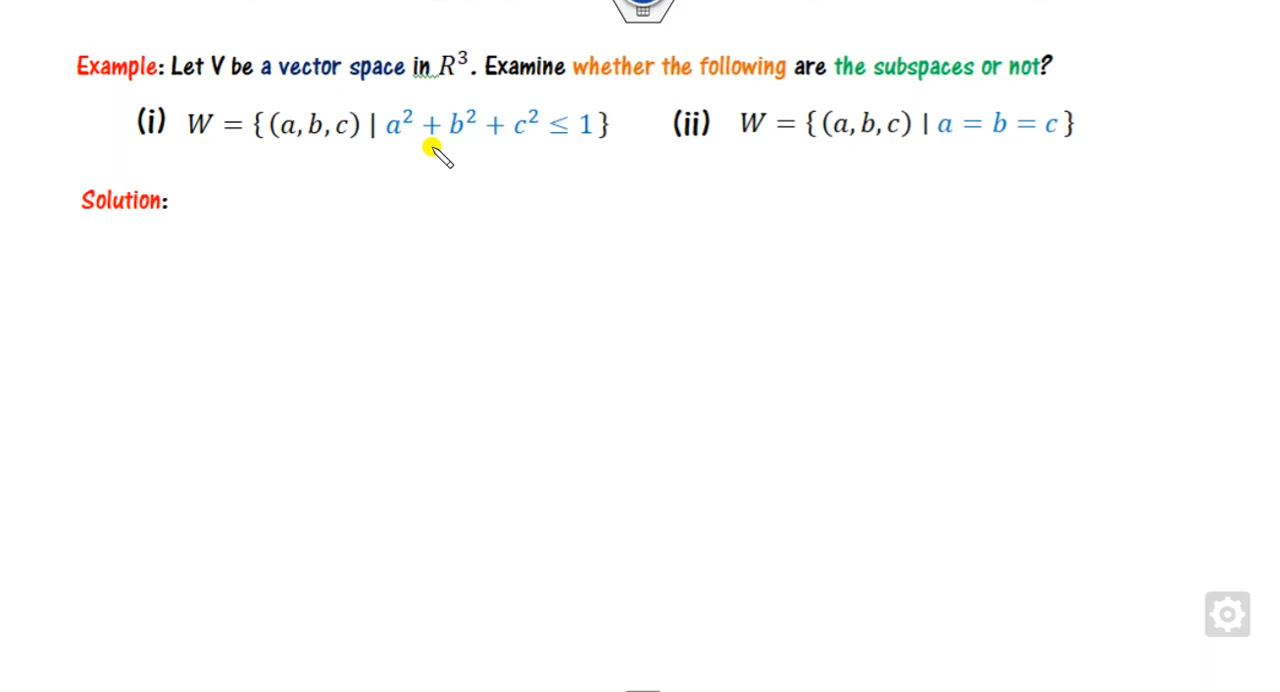 Example: Let V be a vector space in R³. Examine whether the following are the subspaces or not?
(i) W = {(a, b, c) | a² + b² + c² ≤ 1} (ii) W = {(a, b, c) | a = b = c}
Solution: